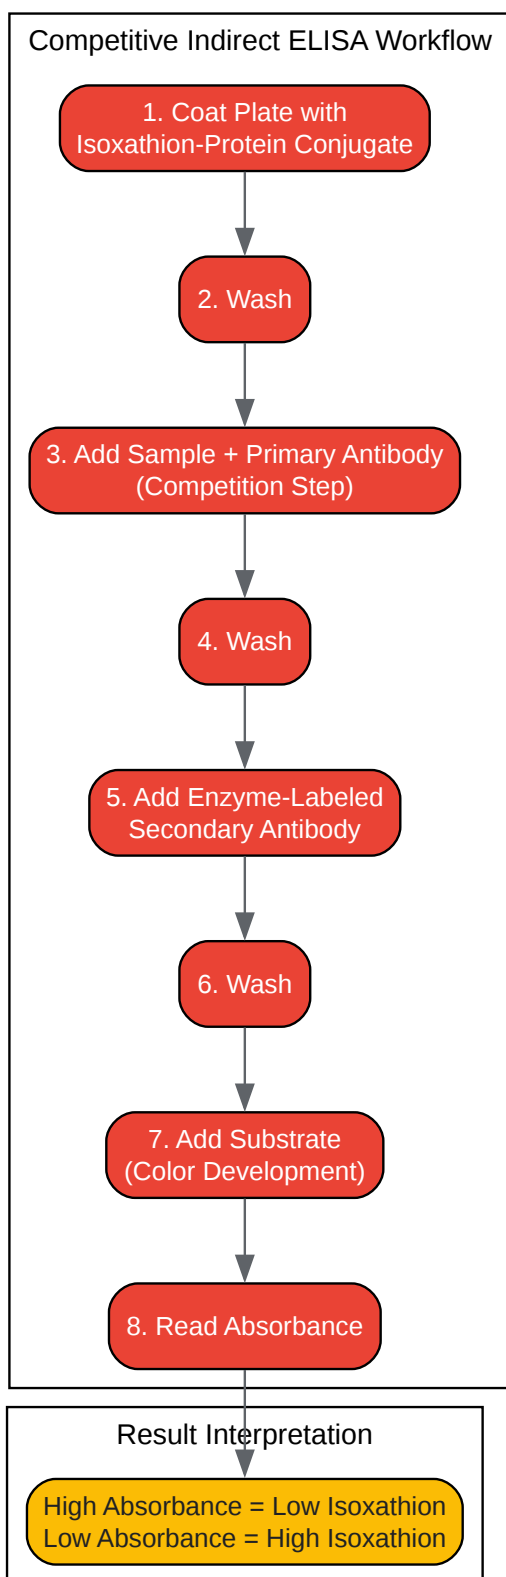 Competitive Indirect ELISA Workflow
1. Coat Plate with
Isoxathion-Protein Conjugate
2. Wash
3. Add Sample + Primary Antibody
(Competition Step)
4. Wash
5. Add Enzyme-Labeled
Secondary Antibody
6. Wash
7. Add Substrate
(Color Development)
8. Read Absorbance
Result Interpretation
High Absorbance = Low Isoxathion
Low Absorbance = High Isoxathion